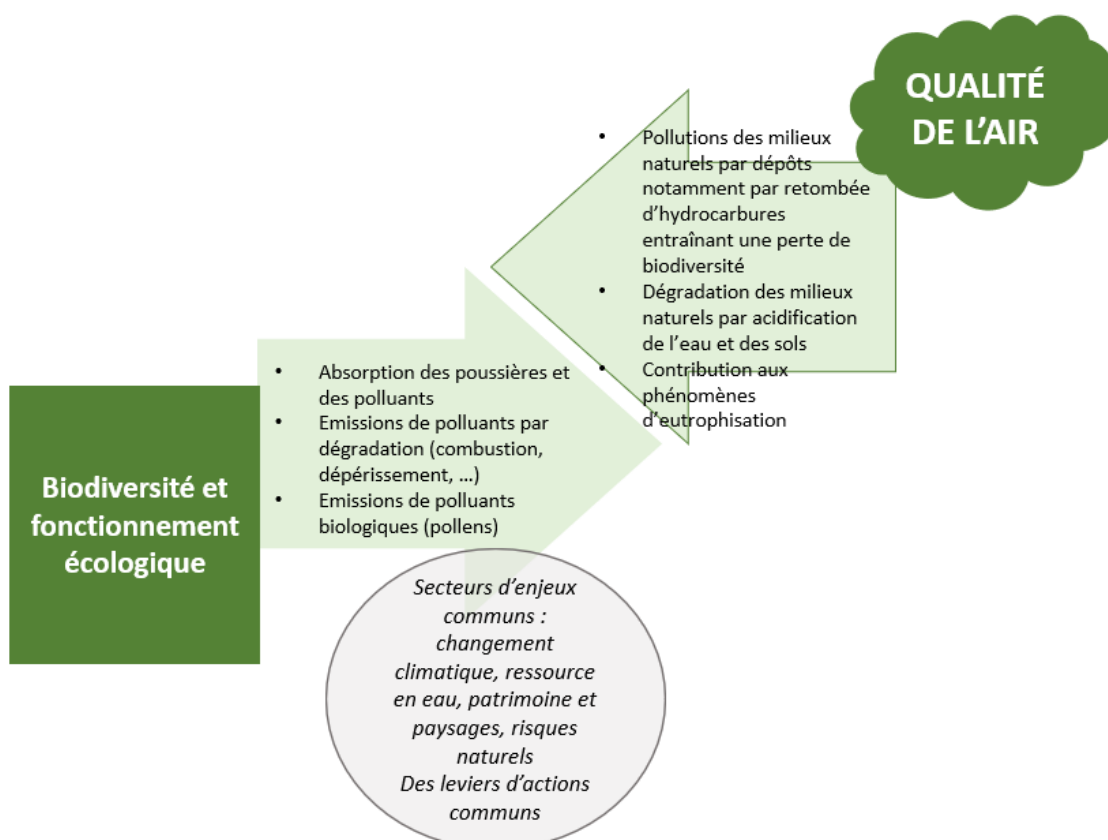 QUALITÉ
DE L'AIR
• Pollutions des milieux
naturels par dépôts
notamment par retombée
d'hydrocarbures
entraînant une perte de
biodiversité
• Dégradation des milieux
naturels par acidification
de l'eau et des sols
• Contribution aux
phénomènes
d'eutrophisation
• Absorption des poussières et
des polluants
• Emissions de polluants par
dégradation (combustion,
dépérissement, …)
• Emissions de polluants
biologiques (pollens)
Biodiversité et
fonctionnement
écologique
Secteurs d'enjeux
communs :
changement
climatique, ressource
en eau, patrimoine et
paysages, risques
naturels
Des leviers d'actions
communs